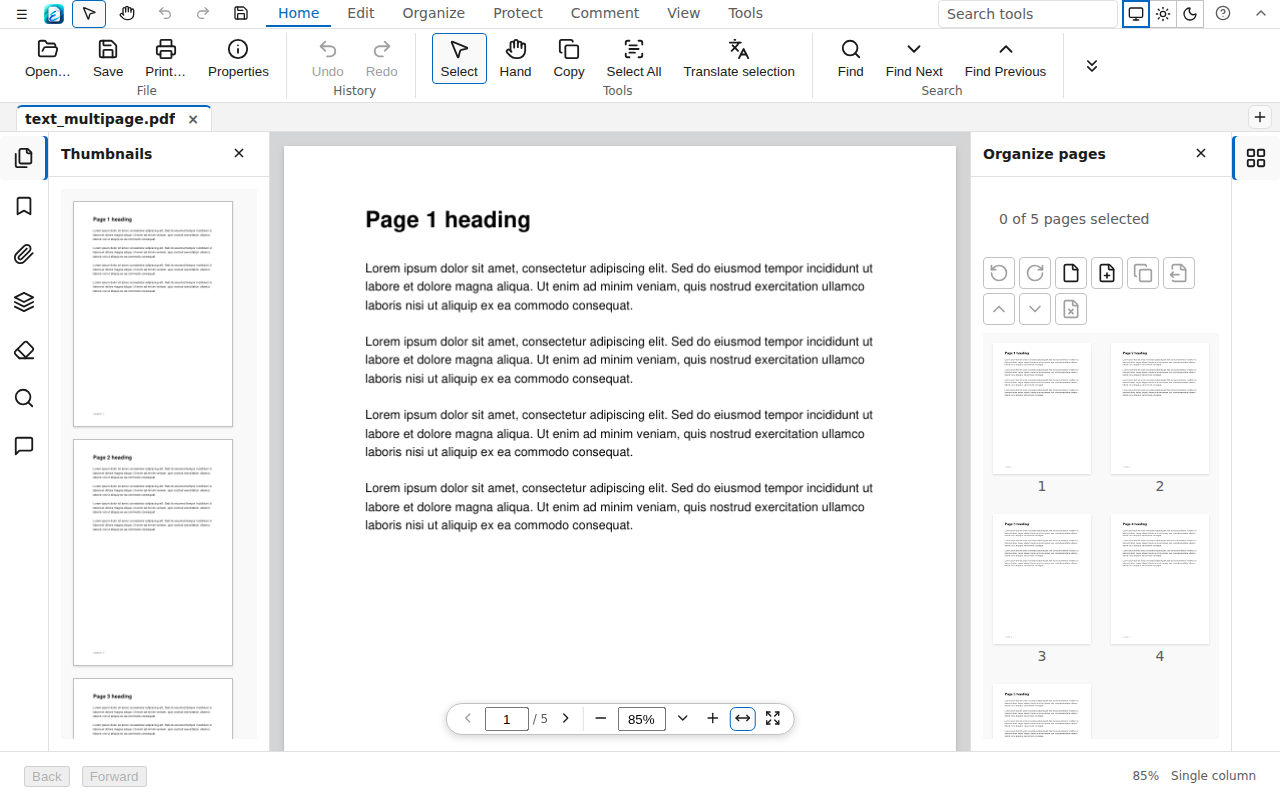 Home Edit Organize Protect Comment View Tools Search tools
Open... Save Print... Properties Undo Redo Select Hand Copy Select All Translate selection Find Find Next Find Previous
File History Tools Search
text_multipage.pdf
Thumbnails
Page 1 heading
Page 2 heading
Page 3 heading
Page 1 heading
Lorem ipsum dolor sit amet, consectetur adipiscing elit. Sed do eiusmod tempor incididunt ut
labore et dolore magna aliqua. Ut enim ad minim veniam, quis nostrud exercitation ullamco
laboris nisi ut aliquip ex ea commodo consequat.
Lorem ipsum dolor sit amet, consectetur adipiscing elit. Sed do eiusmod tempor incididunt ut
labore et dolore magna aliqua. Ut enim ad minim veniam, quis nostrud exercitation ullamco
laboris nisi ut aliquip ex ea commodo consequat.
Lorem ipsum dolor sit amet, consectetur adipiscing elit. Sed do eiusmod tempor incididunt ut
labore et dolore magna aliqua. Ut enim ad minim veniam, quis nostrud exercitation ullamco
laboris nisi ut aliquip ex ea commodo consequat.
Lorem ipsum dolor sit amet, consectetur adipiscing elit. Sed do eiusmod tempor incididunt ut
labore et dolore magna aliqua. Ut enim ad minim veniam, quis nostrud exercitation ullamco
laboris nisi ut aliquip ex ea commodo consequat.
1 / 5 85%
Organize pages
0 of 5 pages selected
1 2
3 4
Back Forward 85% Single column